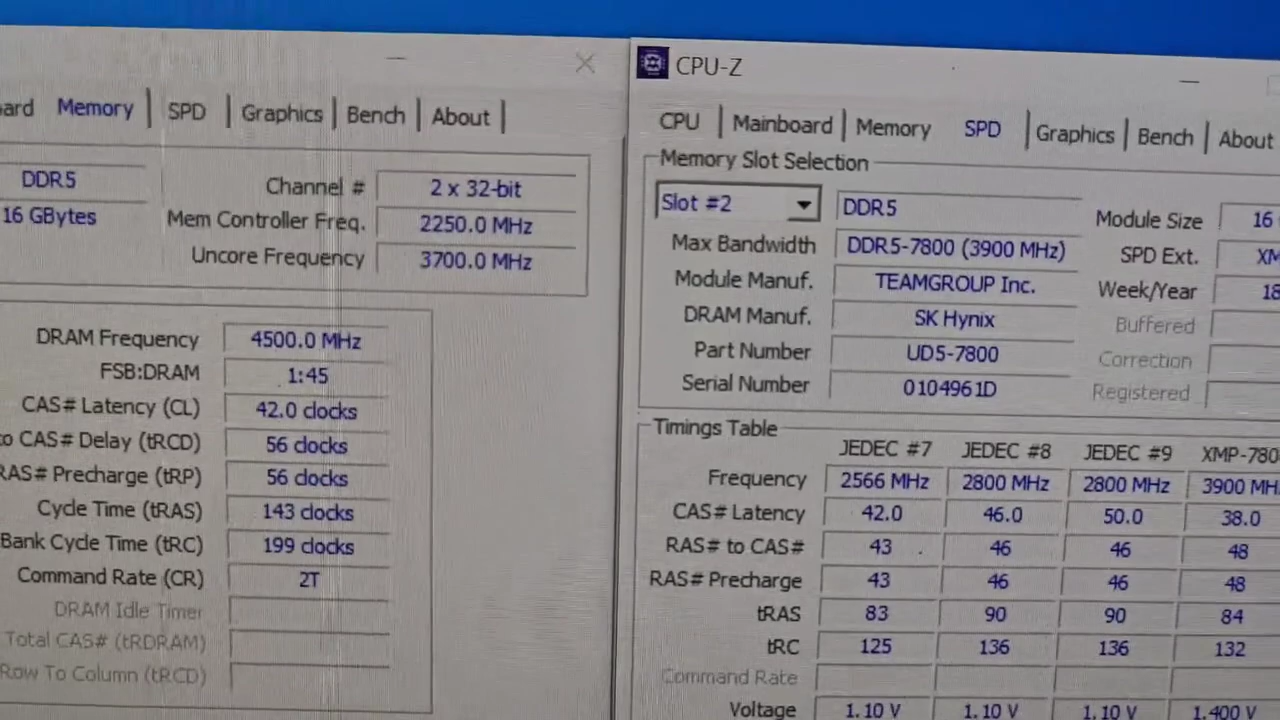 ard Memory SPD Graphics Bench About
DDR5
Channel # 2 x 32-bit
16 GBytes
Mem Controller Freq. 2250.0 MHz
Uncore Frequency 3700.0 MHz
DRAM Frequency 4500.0 MHz
FSB:DRAM 1:45
CAS# Latency (CL) 42.0 clocks
to CAS# Delay (tRCD) 56 clocks
RAS# Precharge (tRP) 56 clocks
Cycle Time (tRAS) 143 clocks
Bank Cycle Time (tRC) 199 clocks
Command Rate (CR) 2T
DRAM Idle Timer
Total CAS# (tRDRAM)
Row To Column (tRCD)
CPU-Z
CPU Mainboard Memory SPD Graphics Bench About
Memory Slot Selection
Slot #2 DDR5 Module Size 16
Max Bandwidth DDR5-7800 (3900 MHz) SPD Ext. XM
Module Manuf. TEAMGROUP Inc. Week/Year 18
DRAM Manuf. SK Hynix Buffered
Part Number UD5-7800 Correction
Serial Number 0104961D Registered
Timings Table
JEDEC #7 JEDEC #8 JEDEC #9 XMP-780
Frequency 2566 MHz 2800 MHz 2800 MHz 3900 MH
CAS# Latency 42.0 46.0 50.0 38.0
RAS# to CAS# 43 46 46 48
RAS# Precharge 43 46 46 48
tRAS 83 90 90 84
tRC 125 136 136 132
Command Rate
Voltage 1.10 V 1.10 V 1.10 V 1.400 V